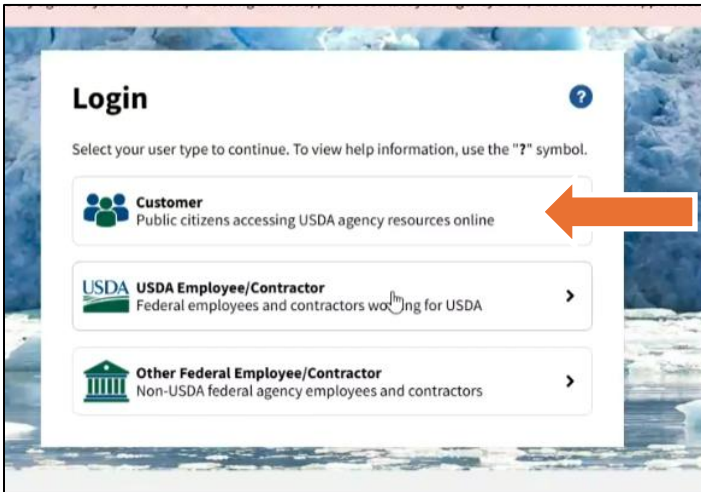 Login
?
Select your user type to continue. To view help information, use the "?" symbol.
Customer
Public citizens accessing USDA agency resources online
USDA
USDA Employee/Contractor
Federal employees and contractors working for USDA
Other Federal Employee/Contractor
Non-USDA federal agency employees and contractors